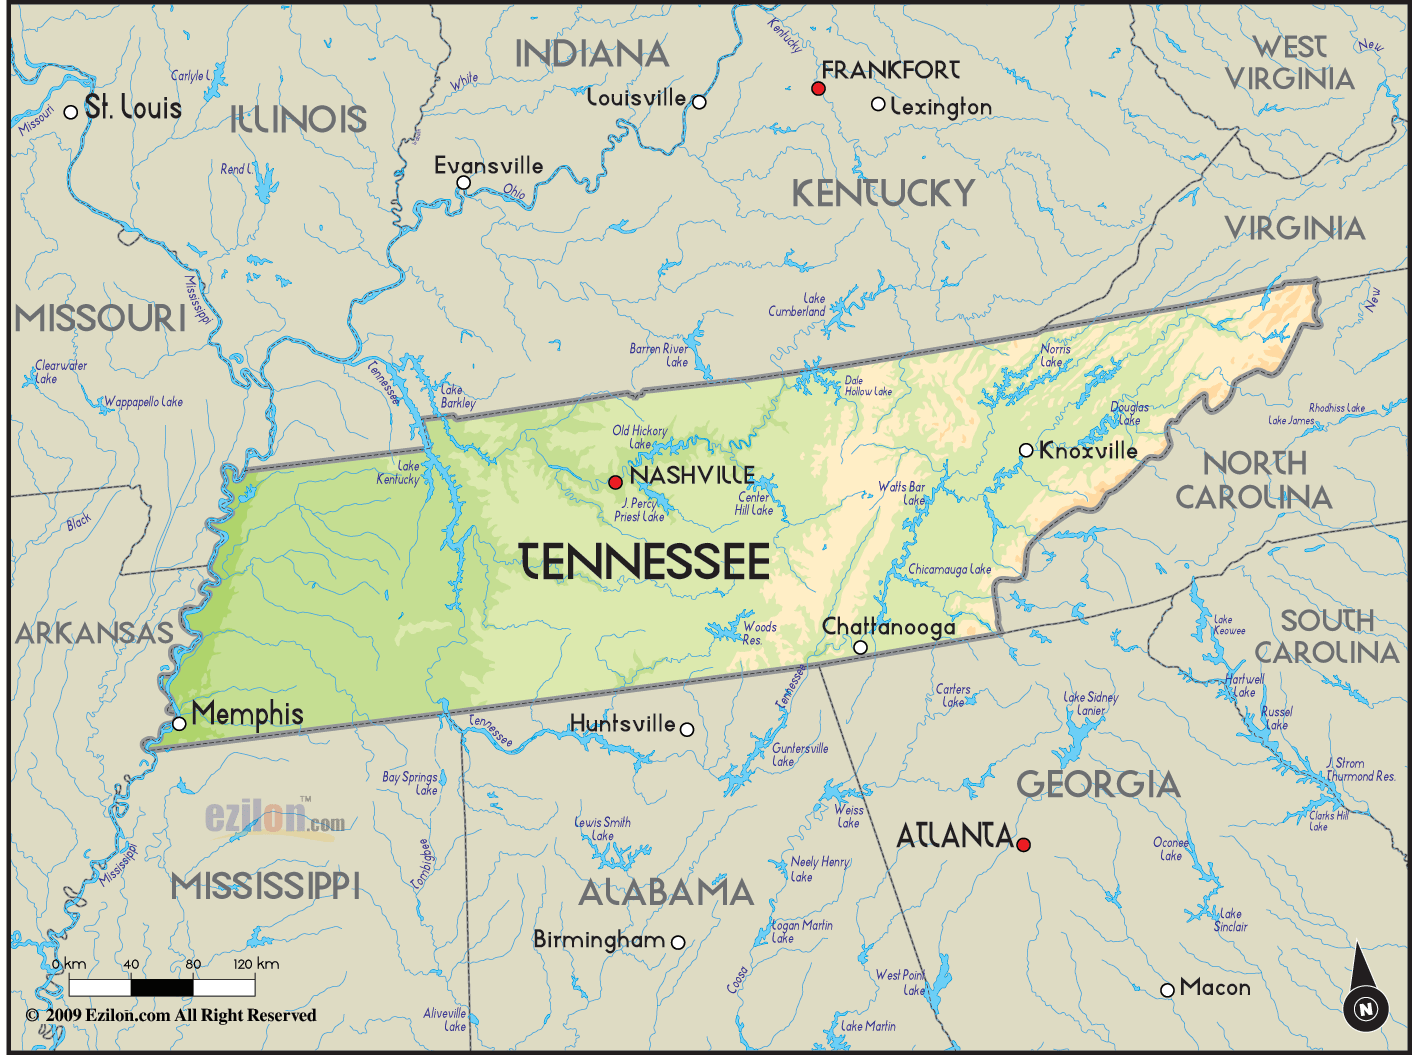 INDIANA
WEST
VIRGINIA
New
Kentucky
FRANKFORT
Lexington
Louisville
White
Carlyle L.
St. Louis
Missouri
ILLINOIS
Evansville
Ohio
Rend L.
KENTUCKY
VIRGINIA
Mississippi
MISSOURI
Lake
Cumberland
New
Barren River
Lake
Norris
Lake
Clearwater
Lake
Wappapello Lake
Tennessee
Lake
Barkley
Dale
Hollow Lake
Douglas
Lake
Rhodhiss Lake
Lake James
Old Hickory
Lake
Knoxville
NORTH
CAROLINA
Lake
Kentucky
NASHVILLE
J. Percy
Priest Lake
Center
Hill Lake
Watts Bar
Lake
Black
TENNESSEE
Chicamauga Lake
ARKANSAS
Woods
Res.
Chattanooga
Lake
Keowee
SOUTH
CAROLINA
Memphis
Tennessee
Huntsville
Tennessee
Carters
Lake
Lake Sidney
Lanier
Hartwell
Lake
Russel
Lake
Guntersville
Lake
Bay Springs
Lake
J. Strom
Thurmond Res.
GEORGIA
ezilon.com™
Weiss
Lake
Clarks Hill
Lake
Lewis Smith
Lake
ATLANTA
Oconee
Lake
Mississippi
Tombigbee
Neely Henry
Lake
MISSISSIPPI
ALABAMA
Lake
Sinclair
Logan Martin
Lake
Birmingham
0 km 40 80 120 km
Coosa
West Point
Lake
Macon
© 2009 Ezilon.com All Right Reserved
Aliveville
Lake
Lake Martin
N